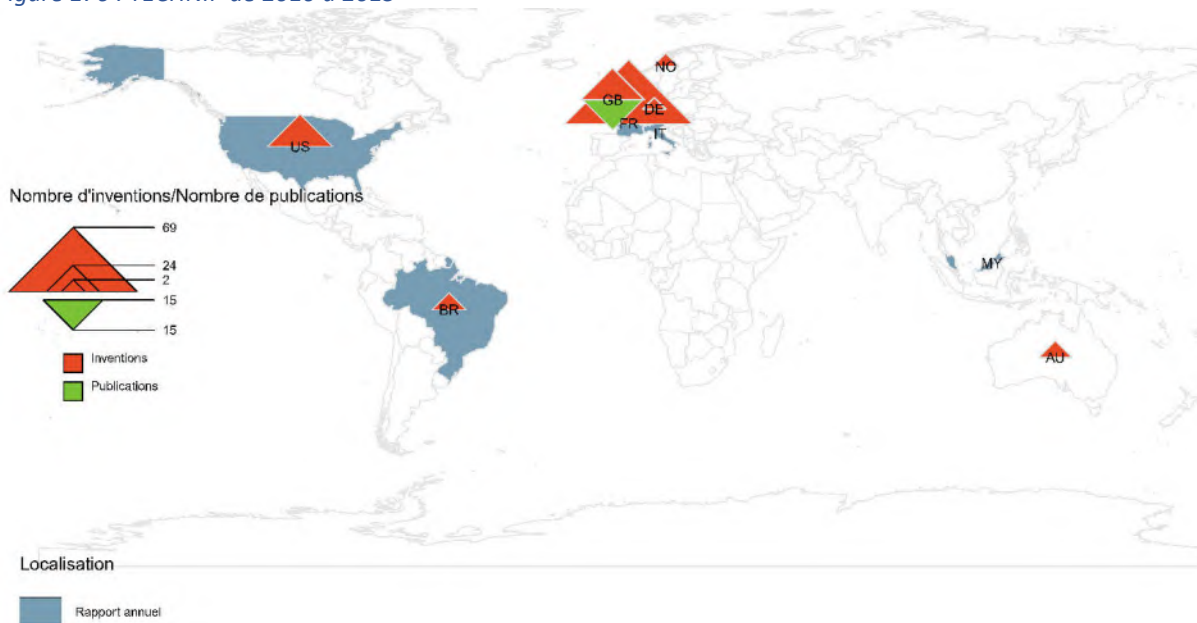 NO
GB
DE
FR
IT
US
Nombre d'inventions/Nombre de publications
69
24
2
15
15
MY
BR
Inventions
Publications
AU
Localisation
Rapport annuel